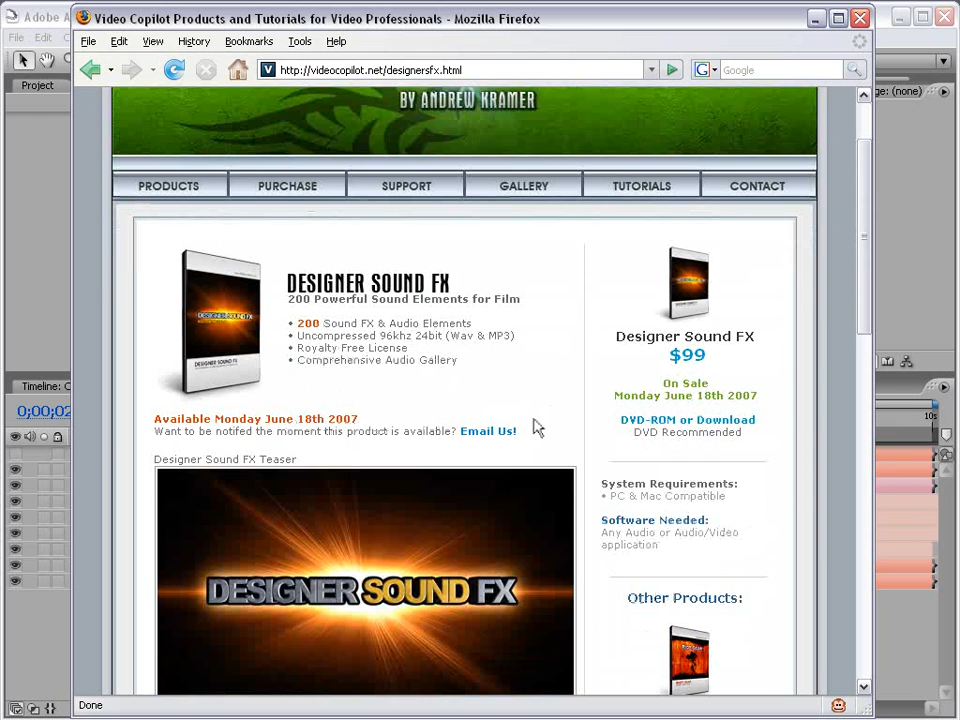 Adobe A
Video Copilot Products and Tutorials for Video Professionals - Mozilla Firefox
File Edit
File Edit View History Bookmarks Tools Help
http://videocopilot.net/designersfx.html
Google
Project
ge: (none)
BY ANDREW KRAMER
PRODUCTS PURCHASE SUPPORT GALLERY TUTORIALS CONTACT
DESIGNER SOUND FX
200 Powerful Sound Elements for Film
• 200 Sound FX & Audio Elements
• Uncompressed 96khz 24bit (Wav & MP3)
• Royalty Free License
• Comprehensive Audio Gallery
Available Monday June 18th 2007
Want to be notifed the moment this product is available? Email Us!
Designer Sound FX Teaser
DESIGNER SOUND FX
Designer Sound FX
$99
On Sale
Monday June 18th 2007
DVD-ROM or Download
DVD Recommended
System Requirements:
• PC & Mac Compatible
Software Needed:
Any Audio or Audio/Video
application
Other Products:
Timeline: C
0;00;02
10s
Done